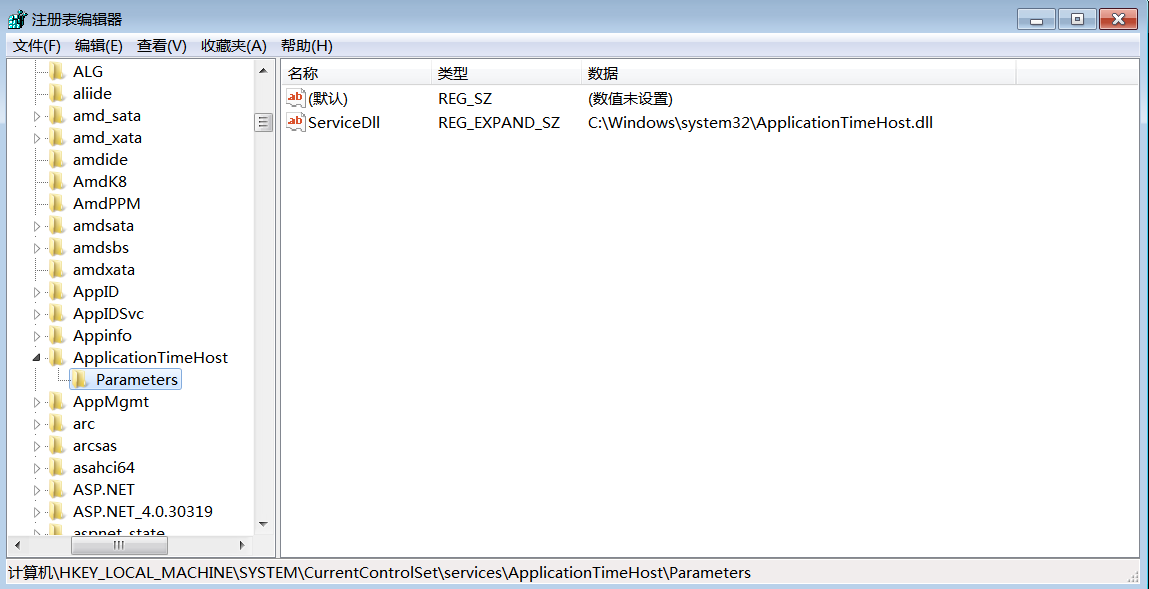 注册表编辑器
文件(F) 编辑(E) 查看(V) 收藏夹(A) 帮助(H)
ALG
aliide
amd_sata
amd_xata
amdide
AmdK8
AmdPPM
amdsata
amdsbs
amdxata
AppID
AppIDSvc
Appinfo
ApplicationTimeHost
Parameters
AppMgmt
arc
arcsas
asahci64
ASP.NET
ASP.NET_4.0.30319
aspnet_state
名称 类型 数据
ab (默认) REG_SZ (数值未设置)
ab ServiceDll REG_EXPAND_SZ C:\Windows\system32\ApplicationTimeHost.dll
计算机\HKEY_LOCAL_MACHINE\SYSTEM\CurrentControlSet\services\ApplicationTimeHost\Parameters